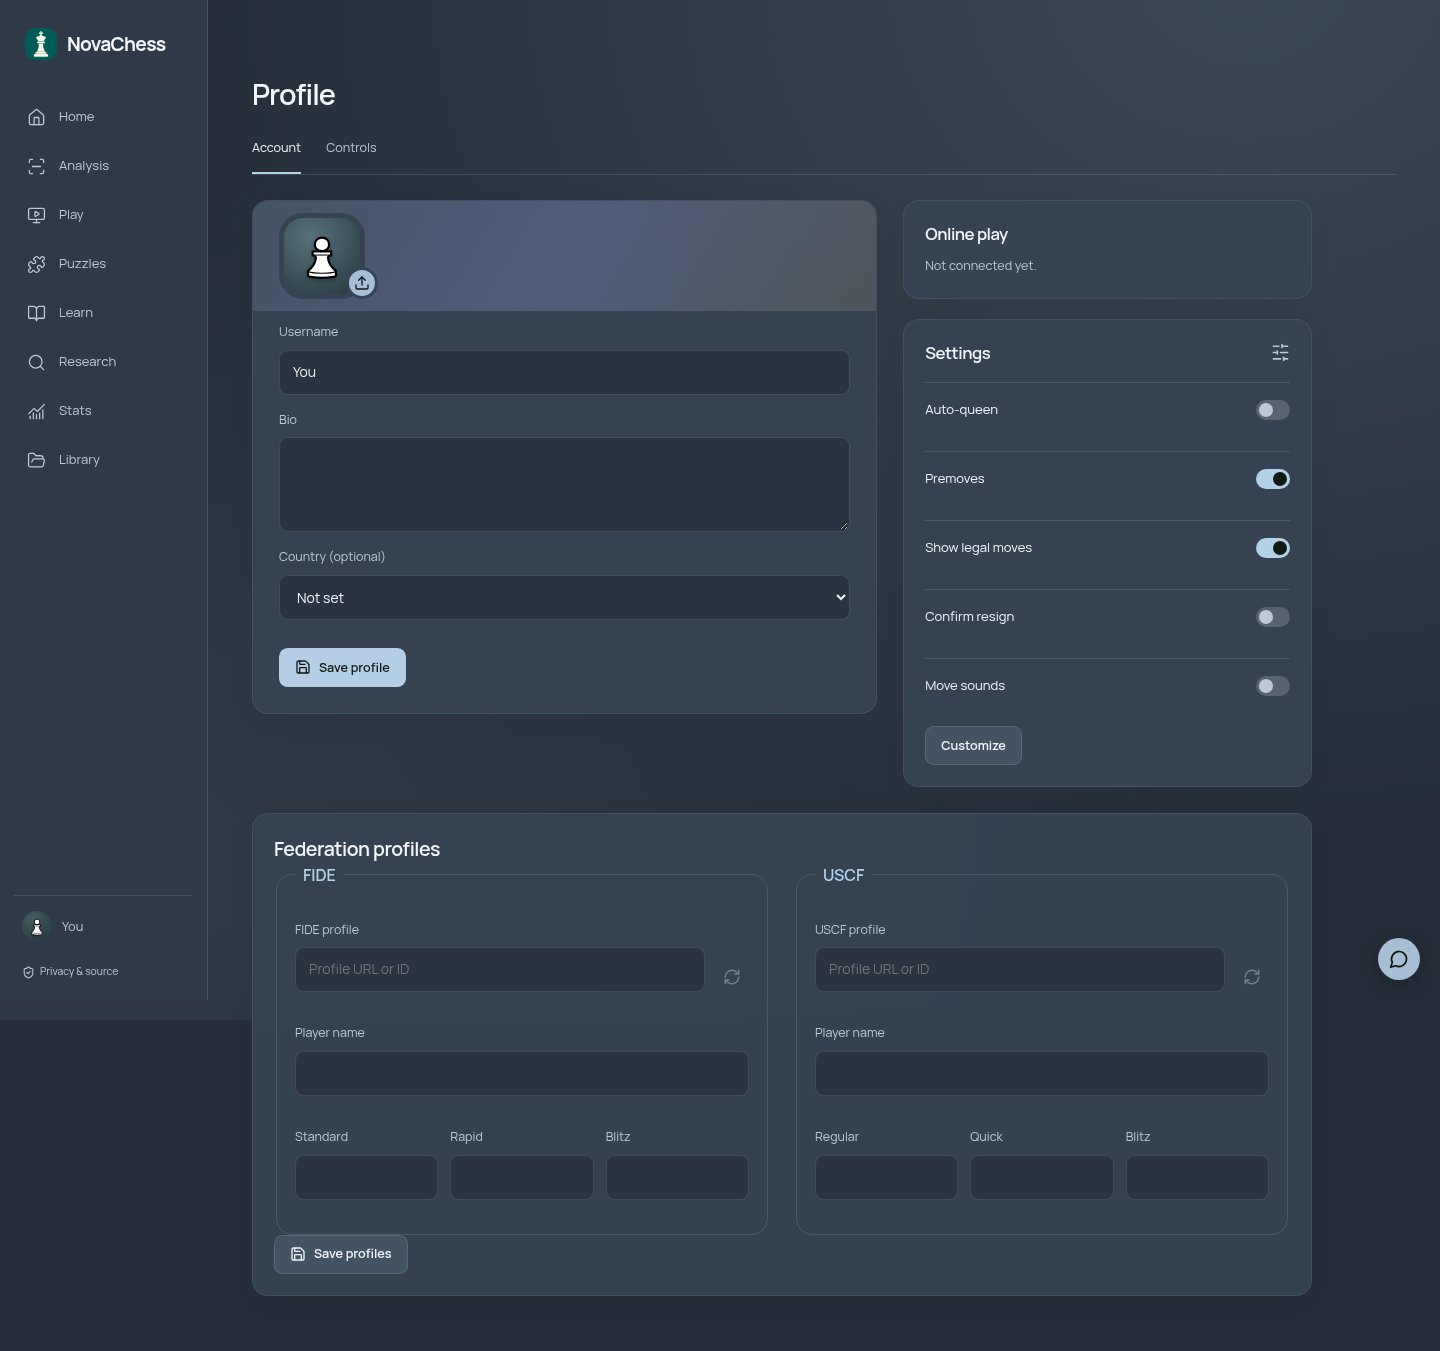 NovaChess
Home
Analysis
Play
Puzzles
Learn
Research
Stats
Library
You
Privacy & source
Profile
Account
Controls
Username
You
Bio
Country (optional)
Not set
Save profile
Online play
Not connected yet.
Settings
Auto-queen
Premoves
Show legal moves
Confirm resign
Move sounds
Customize
Federation profiles
FIDE
FIDE profile
Profile URL or ID
Player name
Standard
Rapid
Blitz
USCF
USCF profile
Profile URL or ID
Player name
Regular
Quick
Blitz
Save profiles